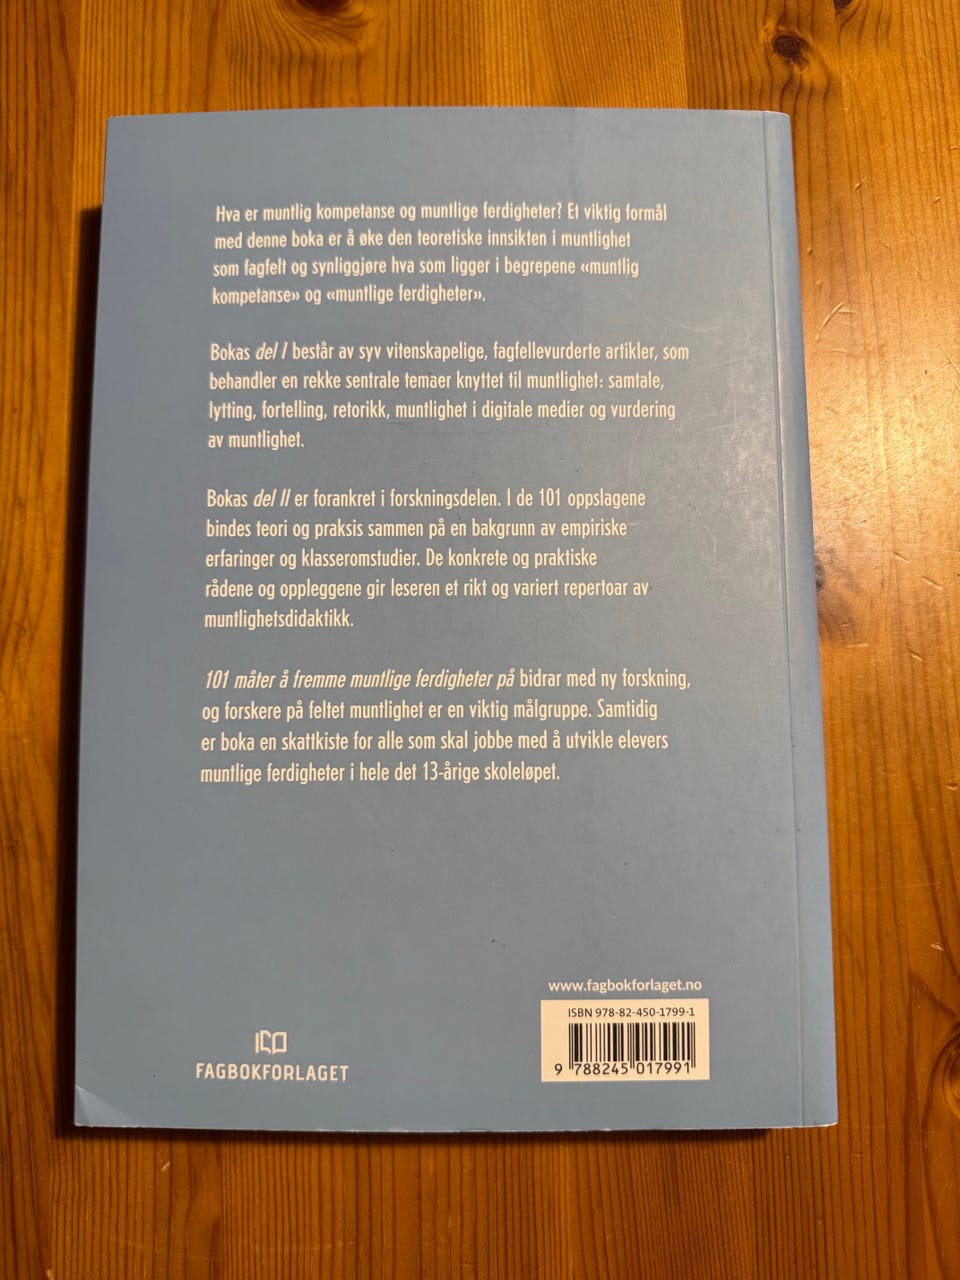 Hva er muntlig kompetanse og muntlige ferdigheter? Et viktig formål
med denne boka er å øke den teoretiske innsikten i muntlighet
som fagfelt og synliggjøre hva som ligger i begrepene «muntlig
kompetanse» og «muntlige ferdigheter».
Bokas del I består av syv vitenskapelige, fagfellevurderte artikler, som
behandler en rekke sentrale temaer knyttet til muntlighet: samtale,
lytting, fortelling, retorikk, muntlighet i digitale medier og vurdering
av muntlighet.
Bokas del II er forankret i forskningsdelen. I de 101 oppslagene
bindes teori og praksis sammen på en bakgrunn av empiriske
erfaringer og klasseromstudier. De konkrete og praktiske
rådene og oppleggene gir leseren et rikt og variert repertoar av
muntlighetsdidaktikk.
101 måter å fremme muntlige ferdigheter på bidrar med ny forskning,
og forskere på feltet muntlighet er en viktig målgruppe. Samtidig
er boka en skattkiste for alle som skal jobbe med å utvikle elevers
muntlige ferdigheter i hele det 13-årige skoleløpet.
www.fagbokforlaget.no
ISBN 978-82-450-1799-1
9 788245 017991
FAGBOKFORLAGET